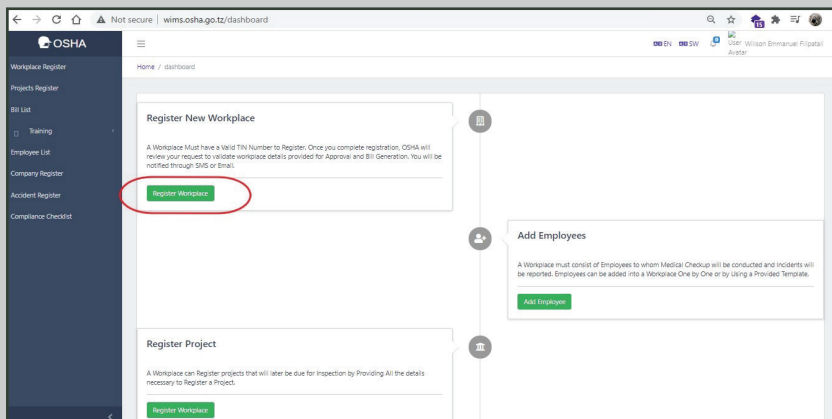 Not secure | wims.osha.go.tz/dashboard
15
OSHA
EN SW
User Avatar
Wilson Emmanuel Filipatali
Workplace Register
Home / dashboard
Projects Register
Bill List
Training
Employee List
Company Register
Accident Register
Compliance Checklist
Register New Workplace
A Workplace Must have a Valid TIN Number to Register. Once you complete registration, OSHA will
review your request to validate workplace details provided for Approval and Bill Generation. You will be
notified through SMS or Email.
Register Workplace
Add Employees
A Workplace must consist of Employees to whom Medical Checkup will be conducted and incidents will
be reported. Employees can be added into a Workplace One by One or by Using a Provided Template.
Add Employee
Register Project
A Workplace can Register projects that will later be due for inspection by Providing All the details
necessary to Register a Project.
Register Workplace